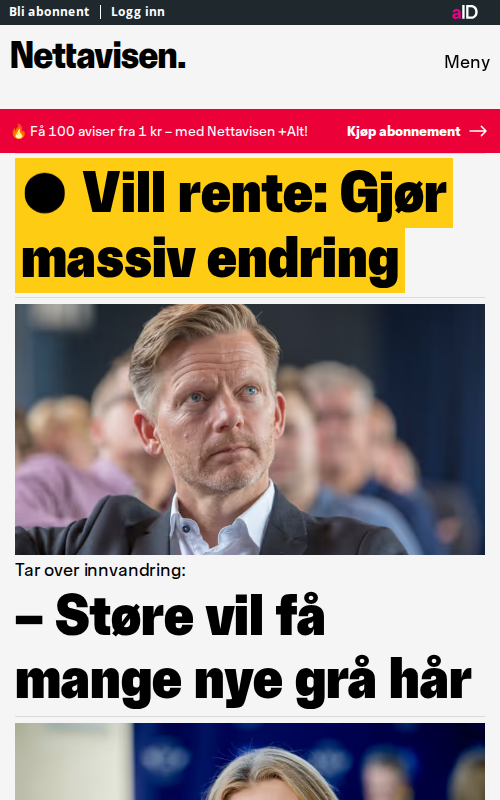 Bli abonnent | Logg inn
aID
Nettavisen.
Meny
🔥 Få 100 aviser fra 1 kr – med Nettavisen +Alt!
Kjøp abonnement →
● Vill rente: Gjør
massiv endring
Tar over innvandring:
– Støre vil få
mange nye grå hår